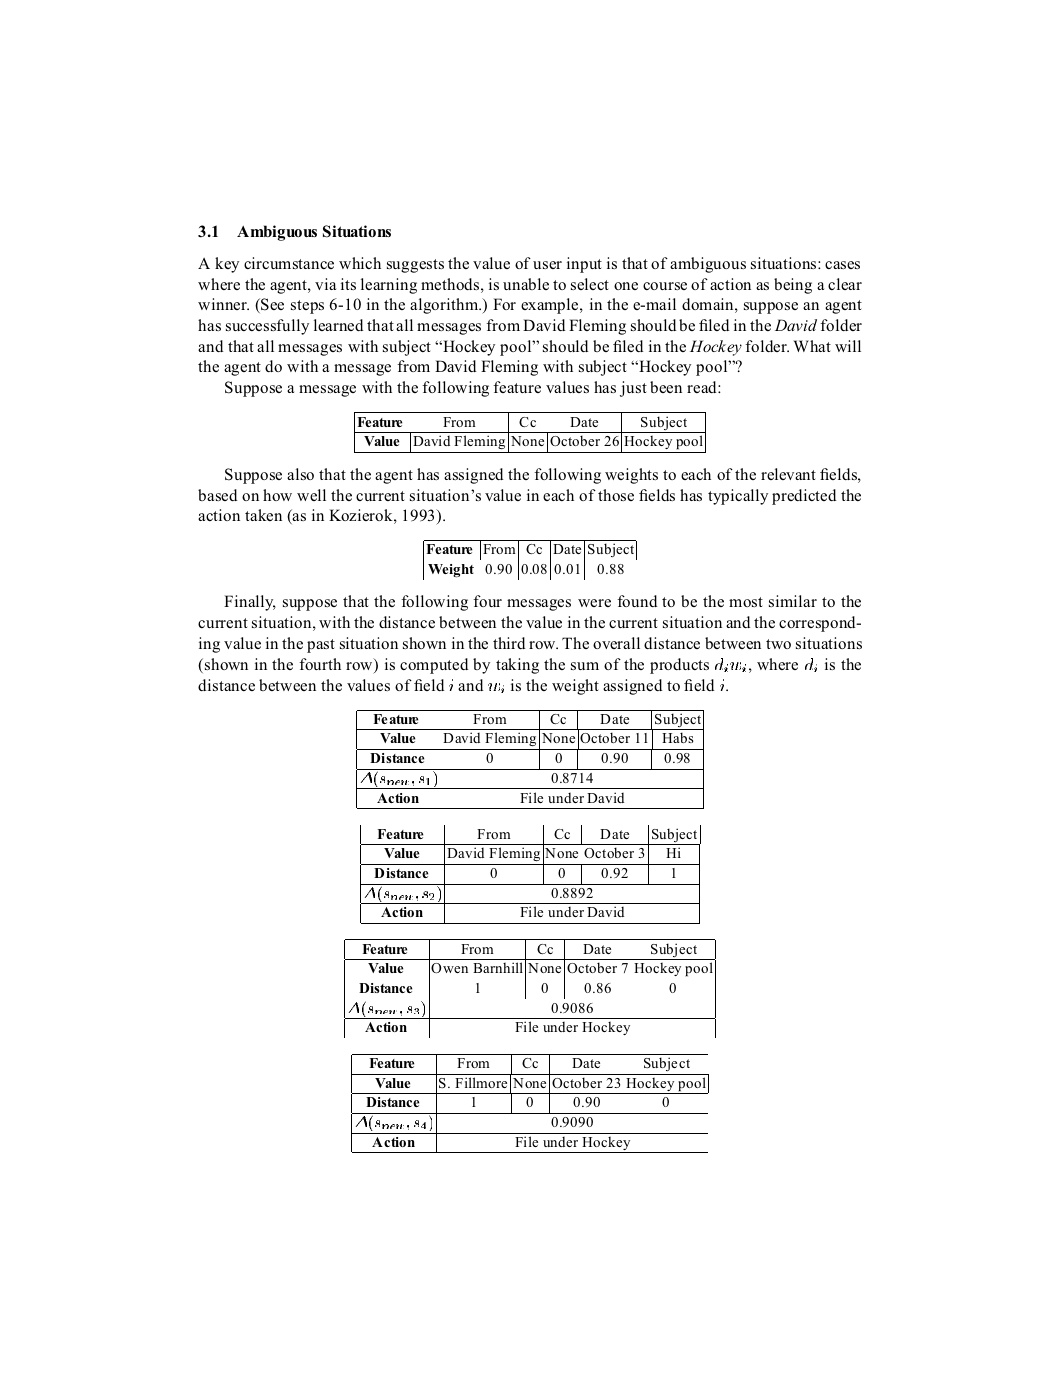 3.1 Ambiguous Situations
A key circumstance which suggests the value of user input is that of ambiguous situations: cases
where the agent, via its learning methods, is unable to select one course of action as being a clear
winner. (See steps 6-10 in the algorithm.) For example, in the e-mail domain, suppose an agent
has successfully learned that all messages from David Fleming should be filed in the David folder
and that all messages with subject “Hockey pool” should be filed in the Hockey folder. What will
the agent do with a message from David Fleming with subject “Hockey pool”?
Suppose a message with the following feature values has just been read:
Feature From Cc Date Subject
Value David Fleming None October 26 Hockey pool
Suppose also that the agent has assigned the following weights to each of the relevant fields,
based on how well the current situation’s value in each of those fields has typically predicted the
action taken (as in Kozierok, 1993).
Feature From Cc Date Subject
Weight 0.90 0.08 0.01 0.88
Finally, suppose that the following four messages were found to be the most similar to the
current situation, with the distance between the value in the current situation and the correspond-
ing value in the past situation shown in the third row. The overall distance between two situations
(shown in the fourth row) is computed by taking the sum of the products d_i w_i, where d_i is the
distance between the values of field i and w_i is the weight assigned to field i.
Feature From Cc Date Subject
Value David Fleming None October 11 Habs
Distance 0 0 0.90 0.98
Δ(s_new, s_1) 0.8714
Action File under David
Feature From Cc Date Subject
Value David Fleming None October 3 Hi
Distance 0 0 0.92 1
Δ(s_new, s_2) 0.8892
Action File under David
Feature From Cc Date Subject
Value Owen Barnhill None October 7 Hockey pool
Distance 1 0 0.86 0
Δ(s_new, s_3) 0.9086
Action File under Hockey
Feature From Cc Date Subject
Value S. Fillmore None October 23 Hockey pool
Distance 1 0 0.90 0
Δ(s_new, s_4) 0.9090
Action File under Hockey